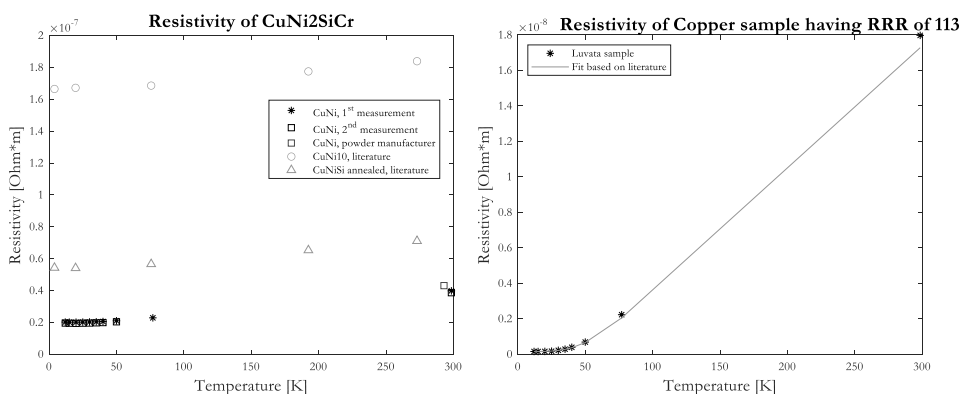 Resistivity of CuNi2SiCr
×10⁻⁷
2
1.8
1.6
1.4
1.2
1
0.8
0.6
0.4
0.2
0
Resistivity [Ohm*m]
CuNi, 1ˢᵗ measurement
CuNi, 2ⁿᵈ measurement
CuNi, powder manufacturer
CuNi10, literature
CuNiSi annealed, literature
0 50 100 150 200 250 300
Temperature [K]
Resistivity of Copper sample having RRR of 113
×10⁻⁸
1.8
1.6
1.4
1.2
1
0.8
0.6
0.4
0.2
0
Resistivity [Ohm*m]
Luvata sample
Fit based on literature
0 50 100 150 200 250 300
Temperature [K]